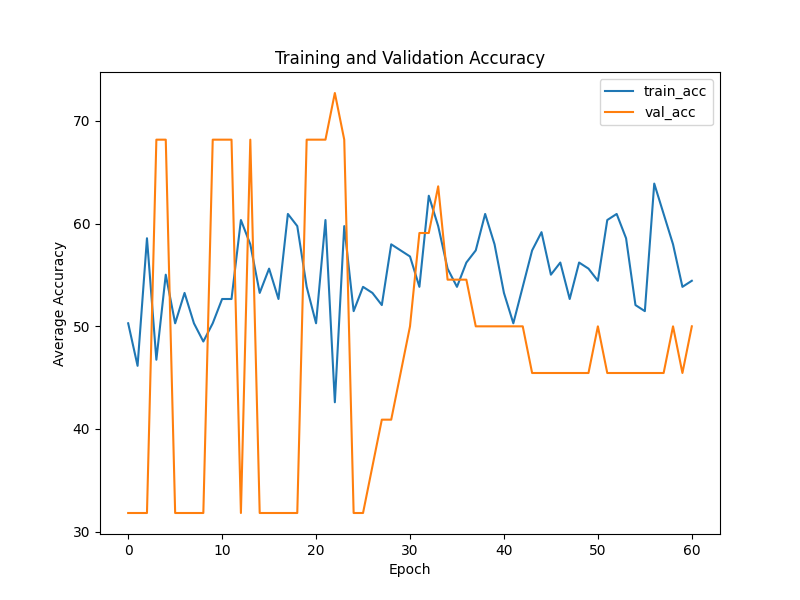 Training and Validation Accuracy
train_acc
val_acc
Average Accuracy
70
60
50
40
30
0 10 20 30 40 50 60
Epoch